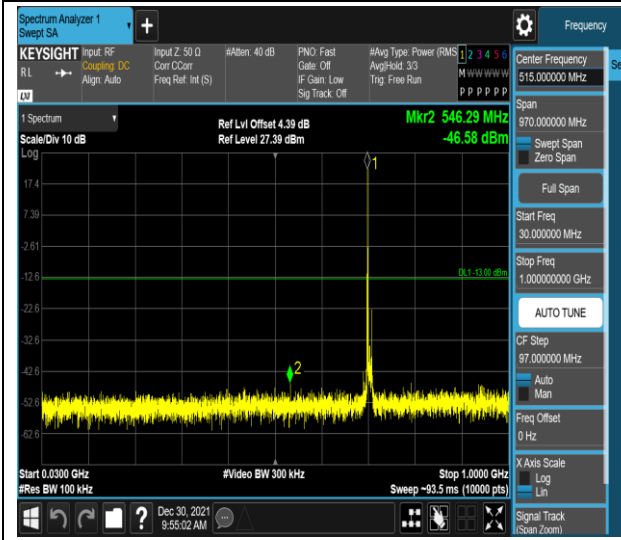 Spectrum Analyzer 1
Swept SA
+
Frequency
KEYSIGHT
RL
LXI
Input: RF
Coupling: DC
Align: Auto
Input Z: 50 Ω
Corr CCorr
Freq Ref: Int (S)
#Atten: 40 dB
PNO: Fast
Gate: Off
IF Gain: Low
Sig Track: Off
#Avg Type: Power (RMS
Avg|Hold: 3/3
Trig: Free Run
1 2 3 4 5 6
M W W W W W
P P P P P P
1 Spectrum
Scale/Div 10 dB
Log
Ref Lvl Offset 4.39 dB
Ref Level 27.39 dBm
Mkr2 546.29 MHz
-46.58 dBm
1
17.4
7.39
-2.61
-12.6
DL1 -13.00 dBm
-22.6
-32.6
-42.6
2
-52.6
-62.6
Start 0.0300 GHz
#Res BW 100 kHz
#Video BW 300 kHz
Stop 1.0000 GHz
Sweep ~93.5 ms (10000 pts)
?
Dec 30, 2021
9:55:02 AM
Center Frequency
515.000000 MHz
Se
Span
970.000000 MHz
Swept Span
Zero Span
Full Span
Start Freq
30.000000 MHz
Stop Freq
1.000000000 GHz
AUTO TUNE
CF Step
97.000000 MHz
Auto
Man
Freq Offset
0 Hz
X Axis Scale
Log
Lin
Signal Track
(Span Zoom)